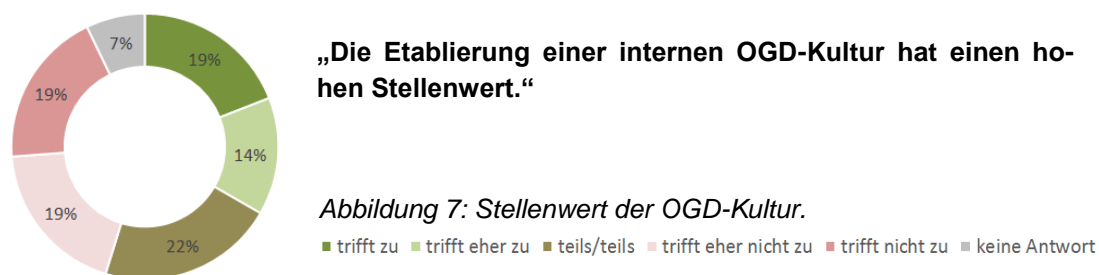 7%
19%
„Die Etablierung einer internen OGD-Kultur hat einen ho-
hen Stellenwert.“
19%
14%
19%
22%
Abbildung 7: Stellenwert der OGD-Kultur.
trifft zu trifft eher zu teils/teils trifft eher nicht zu trifft nicht zu keine Antwort